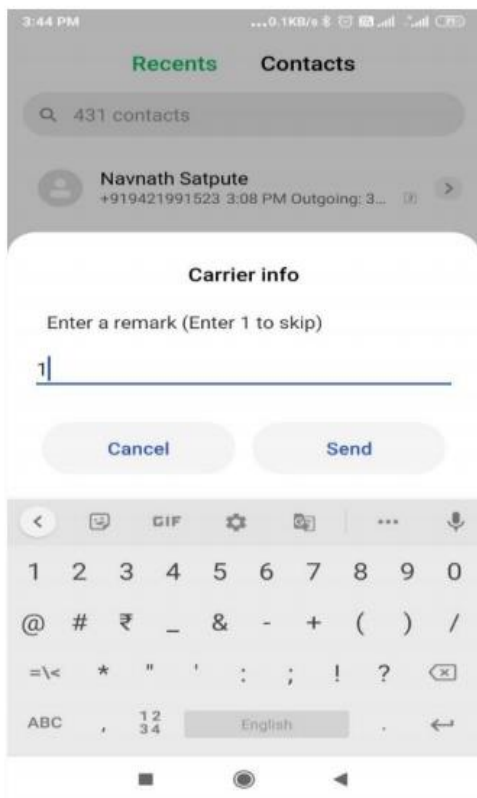 3:44 PM ...0.1KB/s
Recents Contacts
431 contacts
Navnath Satpute
+919421991523 3:08 PM Outgoing: 3...
Carrier info
Enter a remark (Enter 1 to skip)
1
Cancel Send
GIF
1 2 3 4 5 6 7 8 9 0
@ # ₹ _ & - + ( ) /
=\< * " ' : ; ! ?
ABC , 12 34 English .